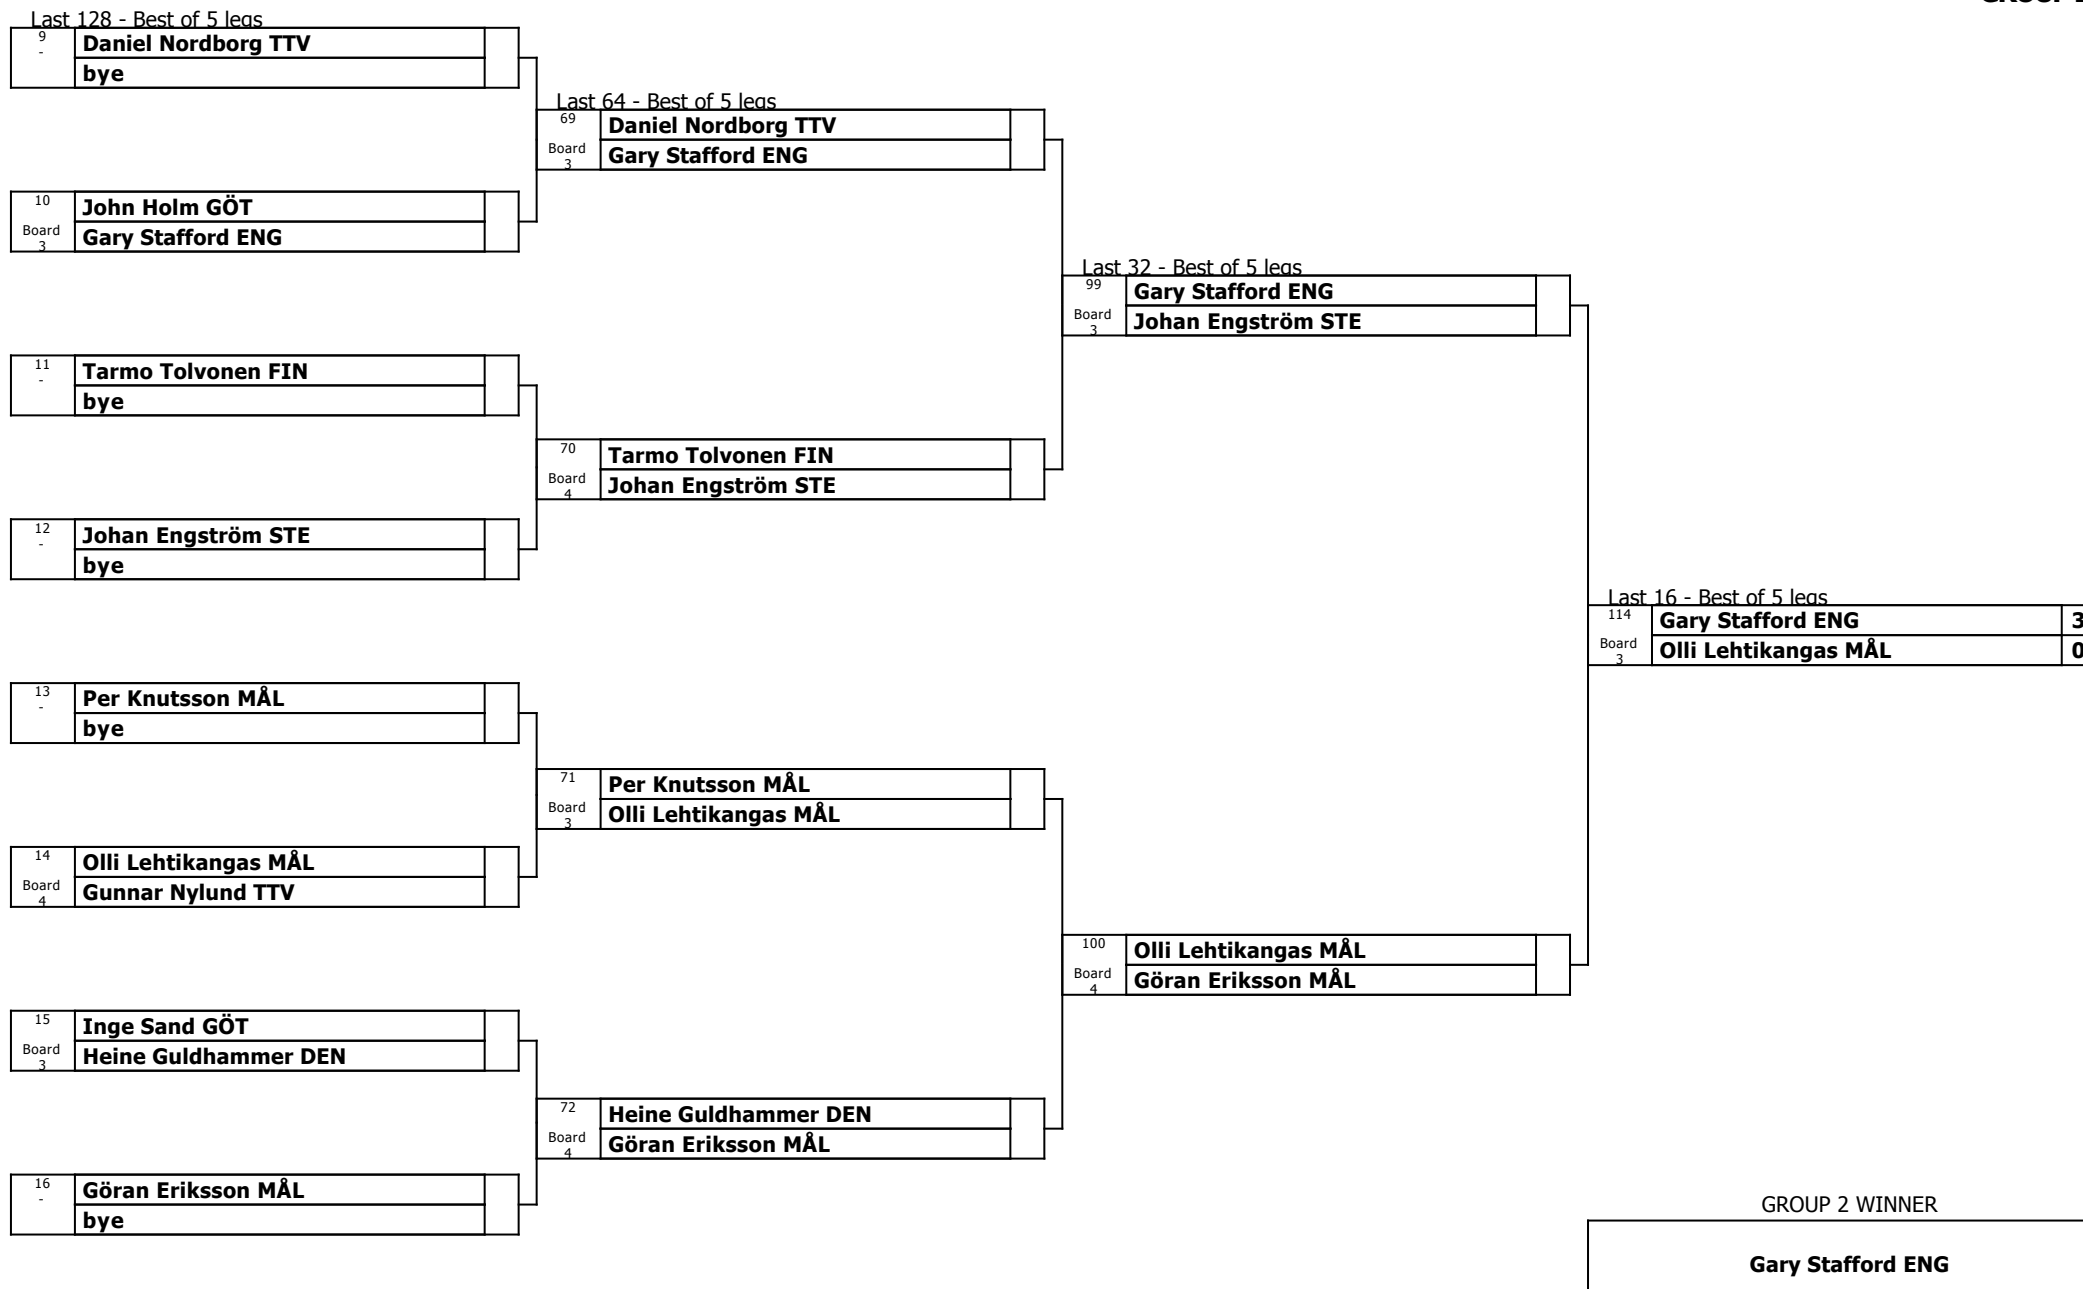 GROUP 2
Last 128 - Best of 5 legs
9
-
Daniel Nordborg TTV
bye
10
Board
3
John Holm GÖT
Gary Stafford ENG
11
-
Tarmo Tolvonen FIN
bye
12
-
Johan Engström STE
bye
13
-
Per Knutsson MÅL
bye
14
Board
4
Olli Lehtikangas MÅL
Gunnar Nylund TTV
15
Board
3
Inge Sand GÖT
Heine Guldhammer DEN
16
-
Göran Eriksson MÅL
bye
Last 64 - Best of 5 legs
69
Board
3
Daniel Nordborg TTV
Gary Stafford ENG
70
Board
4
Tarmo Tolvonen FIN
Johan Engström STE
71
Board
3
Per Knutsson MÅL
Olli Lehtikangas MÅL
72
Board
4
Heine Guldhammer DEN
Göran Eriksson MÅL
Last 32 - Best of 5 legs
99
Board
3
Gary Stafford ENG
Johan Engström STE
100
Board
4
Olli Lehtikangas MÅL
Göran Eriksson MÅL
Last 16 - Best of 5 legs
114
Board
3
Gary Stafford ENG 3
Olli Lehtikangas MÅL 0
GROUP 2 WINNER
Gary Stafford ENG